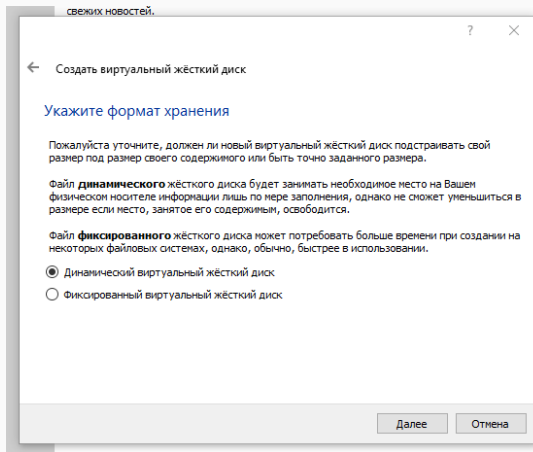 свежих новостей.
?
Создать виртуальный жёсткий диск
Укажите формат хранения
Пожалуйста уточните, должен ли новый виртуальный жёсткий диск подстраивать свой
размер под размер своего содержимого или быть точно заданного размера.
Файл динамического жёсткого диска будет занимать необходимое место на Вашем
физическом носителе информации лишь по мере заполнения, однако не сможет уменьшиться в
размере если место, занятое его содержимым, освободится.
Файл фиксированного жёсткого диска может потребовать больше времени при создании на
некоторых файловых системах, однако, обычно, быстрее в использовании.
Динамический виртуальный жёсткий диск
Фиксированный виртуальный жёсткий диск
Далее
Отмена